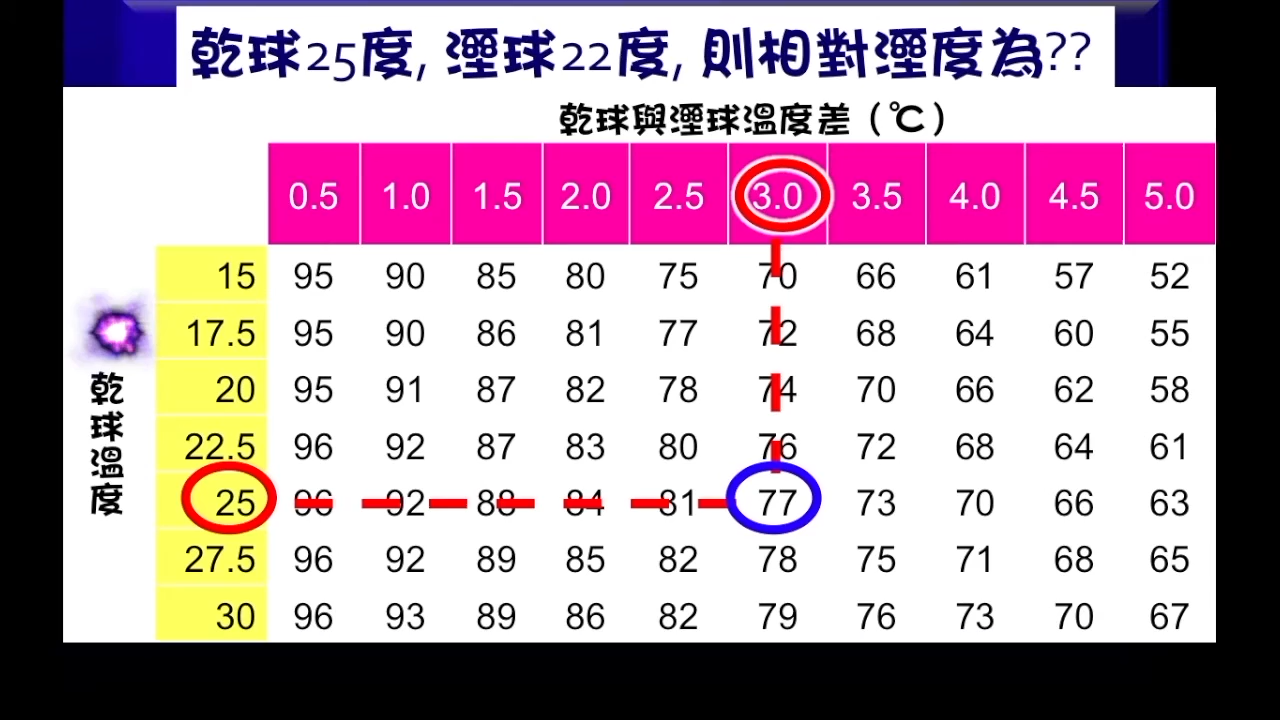 乾球25度, 溼球22度, 則相對溼度為??
乾球與溼球溫度差（℃）
0.5 1.0 1.5 2.0 2.5 3.0 3.5 4.0 4.5 5.0
15 95 90 85 80 75 70 66 61 57 52
17.5 95 90 86 81 77 72 68 64 60 55
20 95 91 87 82 78 74 70 66 62 58
22.5 96 92 87 83 80 76 72 68 64 61
25 96 92 88 84 81 77 73 70 66 63
27.5 96 92 89 85 82 78 75 71 68 65
30 96 93 89 86 82 79 76 73 70 67
乾球溫度